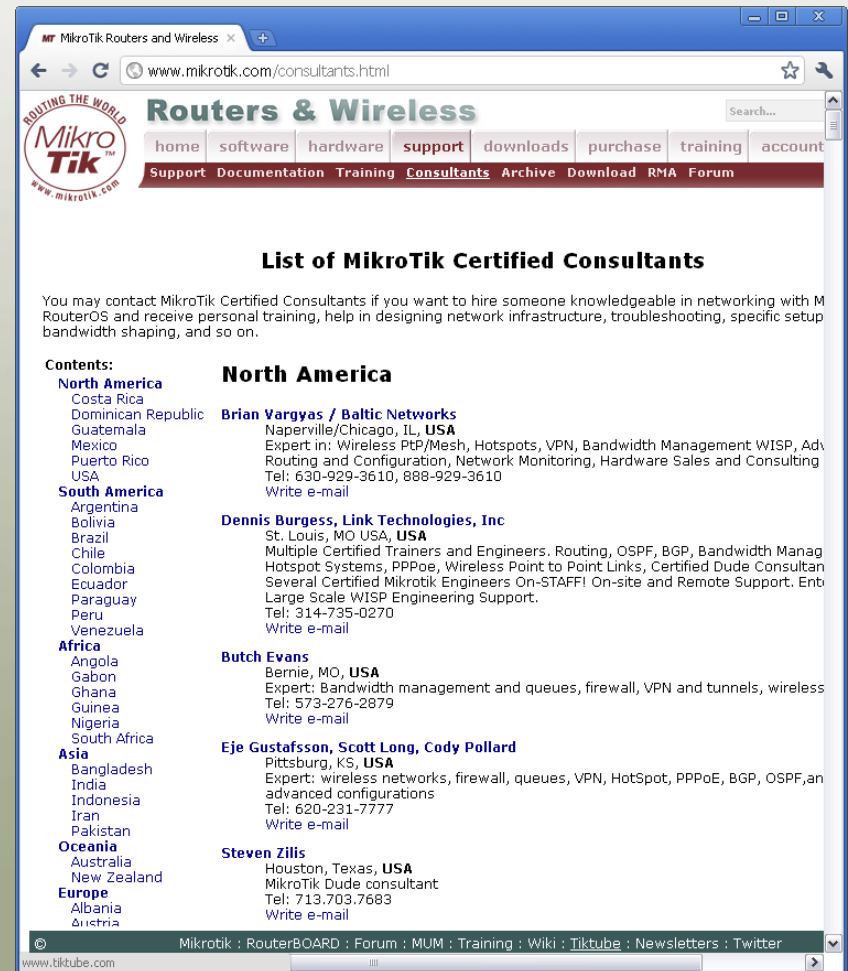 MT MikroTik Routers and Wireless
www.mikrotik.com/consultants.html
ROUTING THE WORLD
Mikro
Tik™
www.mikrotik.com
Routers & Wireless
Search...
home software hardware support downloads purchase training account
Support Documentation Training Consultants Archive Download RMA Forum
List of MikroTik Certified Consultants
You may contact MikroTik Certified Consultants if you want to hire someone knowledgeable in networking with M
RouterOS and receive personal training, help in designing network infrastructure, troubleshooting, specific setup
bandwidth shaping, and so on.
Contents:
North America
Costa Rica
Dominican Republic
Guatemala
Mexico
Puerto Rico
USA
South America
Argentina
Bolivia
Brazil
Chile
Colombia
Ecuador
Paraguay
Peru
Venezuela
Africa
Angola
Gabon
Ghana
Guinea
Nigeria
South Africa
Asia
Bangladesh
India
Indonesia
Iran
Pakistan
Oceania
Australia
New Zealand
Europe
Albania
Austria
North America
Brian Vargyas / Baltic Networks
Naperville/Chicago, IL, USA
Expert in: Wireless PtP/Mesh, Hotspots, VPN, Bandwidth Management WISP, Adv
Routing and Configuration, Network Monitoring, Hardware Sales and Consulting
Tel: 630-929-3610, 888-929-3610
Write e-mail
Dennis Burgess, Link Technologies, Inc
St. Louis, MO USA, USA
Multiple Certified Trainers and Engineers. Routing, OSPF, BGP, Bandwidth Manag
Hotspot Systems, PPPoe, Wireless Point to Point Links, Certified Dude Consultan
Several Certified Mikrotik Engineers On-STAFF! On-site and Remote Support. Ente
Large Scale WISP Engineering Support.
Tel: 314-735-0270
Write e-mail
Butch Evans
Bernie, MO, USA
Expert: Bandwidth management and queues, firewall, VPN and tunnels, wireless
Tel: 573-276-2879
Write e-mail
Eje Gustafsson, Scott Long, Cody Pollard
Pittsburg, KS, USA
Expert: wireless networks, firewall, queues, VPN, HotSpot, PPPoE, BGP, OSPF,an
advanced configurations
Tel: 620-231-7777
Write e-mail
Steven Zilis
Houston, Texas, USA
MikroTik Dude consultant
Tel: 713.703.7683
Write e-mail
© Mikrotik : RouterBOARD : Forum : MUM : Training : Wiki : Tiktube : Newsletters : Twitter
www.tiktube.com